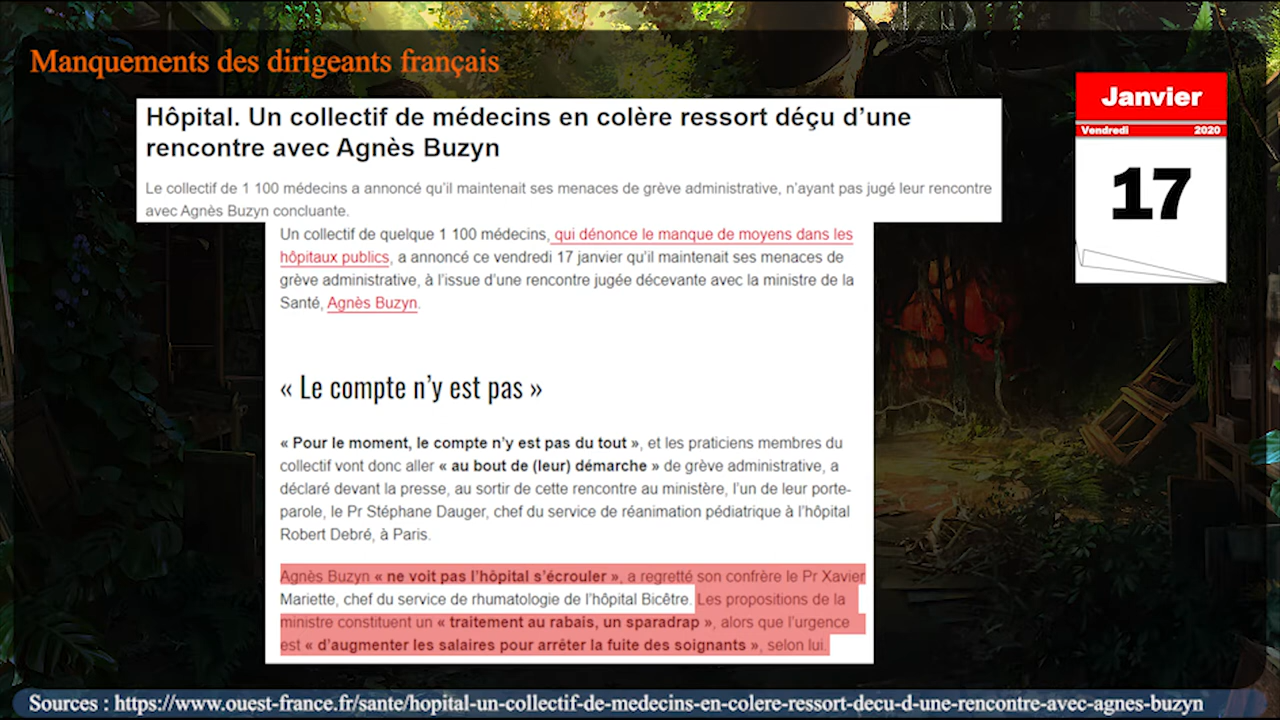 Manquements des dirigeants français
Janvier
Vendredi 2020
17
Hôpital. Un collectif de médecins en colère ressort déçu d’une
rencontre avec Agnès Buzyn
Le collectif de 1 100 médecins a annoncé qu’il maintenait ses menaces de grève administrative, n’ayant pas jugé leur rencontre
avec Agnès Buzyn concluante.
Un collectif de quelque 1 100 médecins, qui dénonce le manque de moyens dans les
hôpitaux publics, a annoncé ce vendredi 17 janvier qu’il maintenait ses menaces de
grève administrative, à l’issue d’une rencontre jugée décevante avec la ministre de la
Santé, Agnès Buzyn.
« Le compte n’y est pas »
« Pour le moment, le compte n’y est pas du tout », et les praticiens membres du
collectif vont donc aller « au bout de (leur) démarche » de grève administrative, a
déclaré devant la presse, au sortir de cette rencontre au ministère, l’un de leur porte-
parole, le Pr Stéphane Dauger, chef du service de réanimation pédiatrique à l’hôpital
Robert Debré, à Paris.
Agnès Buzyn « ne voit pas l’hôpital s’écrouler », a regretté son confrère le Pr Xavier
Mariette, chef du service de rhumatologie de l’hôpital Bicêtre. Les propositions de la
ministre constituent un « traitement au rabais, un sparadrap », alors que l’urgence
est « d’augmenter les salaires pour arrêter la fuite des soignants », selon lui.
Sources : https://www.ouest-france.fr/sante/hopital-un-collectif-de-medecins-en-colere-ressort-decu-d-une-rencontre-avec-agnes-buzyn